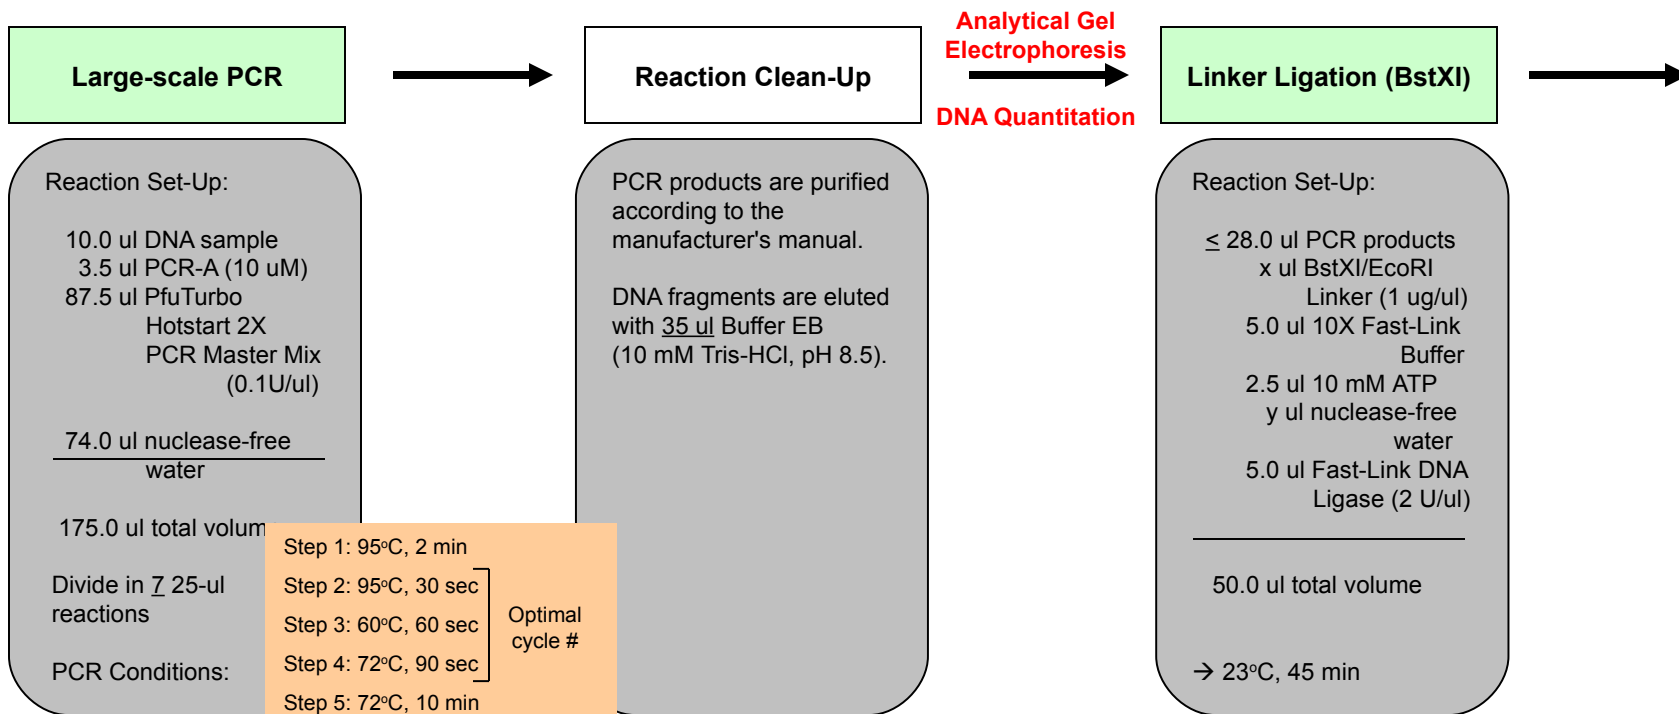 Large-scale PCR
Reaction Set-Up:
10.0 ul DNA sample
3.5 ul PCR-A (10 uM)
87.5 ul PfuTurbo
Hotstart 2X
PCR Master Mix
(0.1U/ul)
74.0 ul nuclease-free
water
175.0 ul total volum
Divide in 7 25-ul
reactions
PCR Conditions:
Step 1: 95°C, 2 min
Step 2: 95°C, 30 sec
Step 3: 60°C, 60 sec
Step 4: 72°C, 90 sec
Step 5: 72°C, 10 min
Optimal
cycle #
Reaction Clean-Up
PCR products are purified
according to the
manufacturer's manual.
DNA fragments are eluted
with 35 ul Buffer EB
(10 mM Tris-HCl, pH 8.5).
Analytical Gel
Electrophoresis
DNA Quantitation
Linker Ligation (BstXI)
Reaction Set-Up:
≤ 28.0 ul PCR products
x ul BstXI/EcoRI
Linker (1 ug/ul)
5.0 ul 10X Fast-Link
Buffer
2.5 ul 10 mM ATP
y ul nuclease-free
water
5.0 ul Fast-Link DNA
Ligase (2 U/ul)
50.0 ul total volume
→ 23°C, 45 min